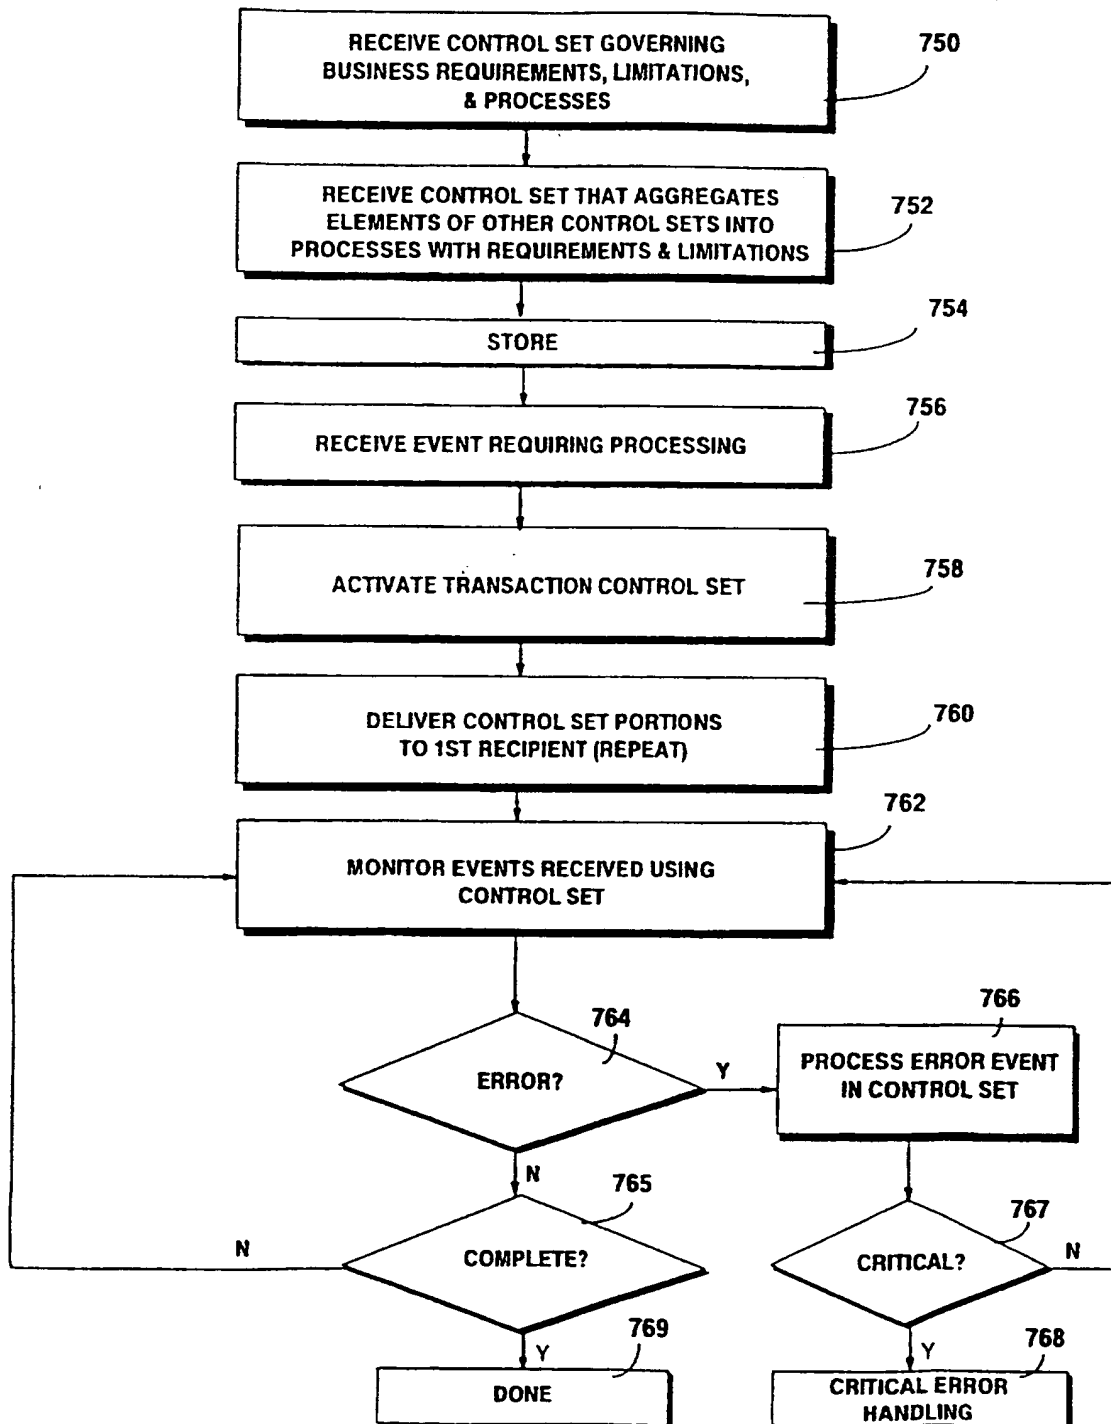 RECEIVE CONTROL SET GOVERNING
BUSINESS REQUIREMENTS, LIMITATIONS,
& PROCESSES
750
RECEIVE CONTROL SET THAT AGGREGATES
ELEMENTS OF OTHER CONTROL SETS INTO
PROCESSES WITH REQUIREMENTS & LIMITATIONS
752
STORE
754
RECEIVE EVENT REQUIRING PROCESSING
756
ACTIVATE TRANSACTION CONTROL SET
758
DELIVER CONTROL SET PORTIONS
TO 1ST RECIPIENT (REPEAT)
760
MONITOR EVENTS RECEIVED USING
CONTROL SET
762
ERROR?
764
Y
PROCESS ERROR EVENT
IN CONTROL SET
766
N
COMPLETE?
765
N
CRITICAL?
767
N
Y
DONE
769
Y
CRITICAL ERROR
HANDLING
768